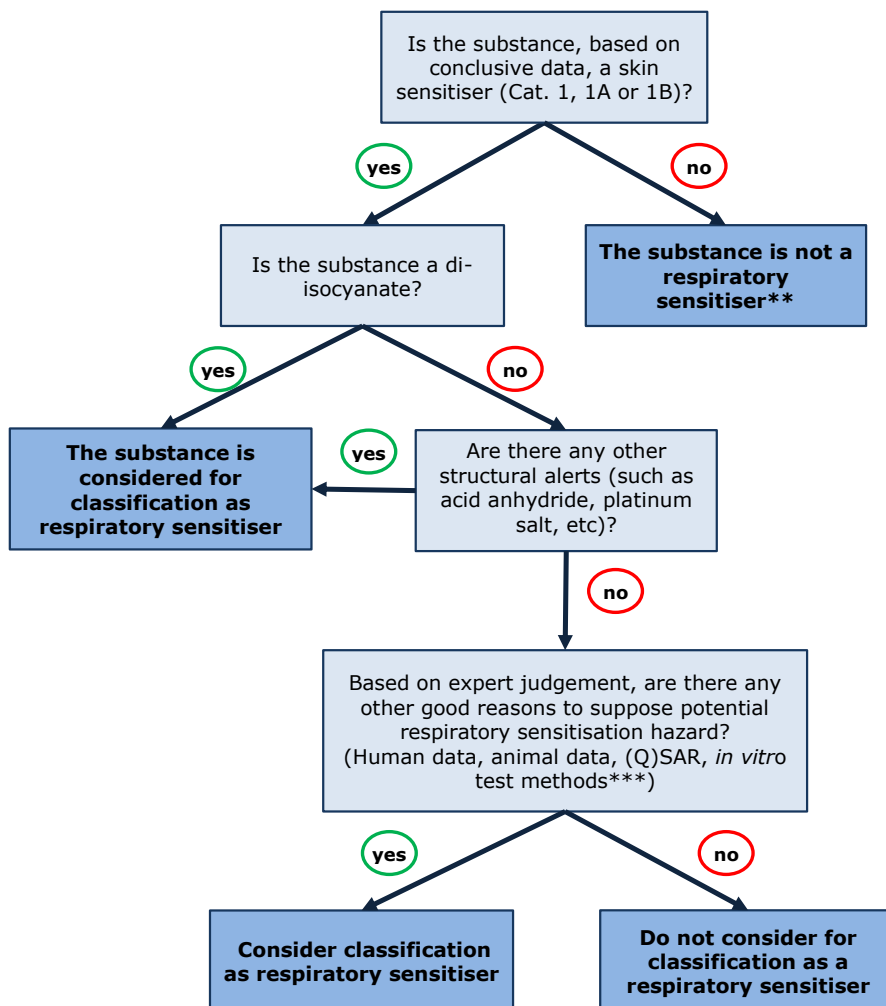 Is the substance, based on
conclusive data, a skin
sensitiser (Cat. 1, 1A or 1B)?
yes
no
Is the substance a di-
isocyanate?
The substance is not a
respiratory
sensitiser**
yes
no
The substance is
considered for
classification as
respiratory sensitiser
yes
Are there any other
structural alerts (such as
acid anhydride, platinum
salt, etc)?
no
Based on expert judgement, are there any
other good reasons to suppose potential
respiratory sensitisation hazard?
(Human data, animal data, (Q)SAR, in vitro
test methods***)
yes
no
Consider classification
as respiratory sensitiser
Do not consider for
classification as a
respiratory sensitiser